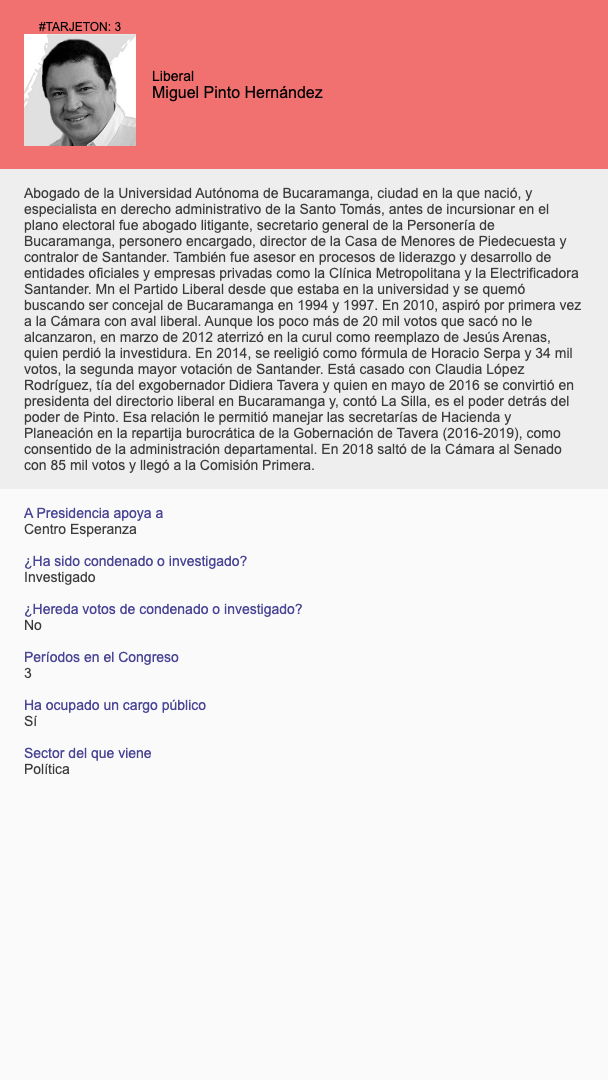 #TARJETON: 3
Liberal
Miguel Pinto Hernández
Abogado de la Universidad Autónoma de Bucaramanga, ciudad en la que nació, y
especialista en derecho administrativo de la Santo Tomás, antes de incursionar en el
plano electoral fue abogado litigante, secretario general de la Personería de
Bucaramanga, personero encargado, director de la Casa de Menores de Piedecuesta y
contralor de Santander. También fue asesor en procesos de liderazgo y desarrollo de
entidades oficiales y empresas privadas como la Clínica Metropolitana y la Electrificadora
Santander. Mn el Partido Liberal desde que estaba en la universidad y se quemó
buscando ser concejal de Bucaramanga en 1994 y 1997. En 2010, aspiró por primera vez
a la Cámara con aval liberal. Aunque los poco más de 20 mil votos que sacó no le
alcanzaron, en marzo de 2012 aterrizó en la curul como reemplazo de Jesús Arenas,
quien perdió la investidura. En 2014, se reeligió como fórmula de Horacio Serpa y 34 mil
votos, la segunda mayor votación de Santander. Está casado con Claudia López
Rodríguez, tía del exgobernador Didiera Tavera y quien en mayo de 2016 se convirtió en
presidenta del directorio liberal en Bucaramanga y, contó La Silla, es el poder detrás del
poder de Pinto. Esa relación le permitió manejar las secretarías de Hacienda y
Planeación en la repartija burocrática de la Gobernación de Tavera (2016-2019), como
consentido de la administración departamental. En 2018 saltó de la Cámara al Senado
con 85 mil votos y llegó a la Comisión Primera.
A Presidencia apoya a
Centro Esperanza
¿Ha sido condenado o investigado?
Investigado
¿Hereda votos de condenado o investigado?
No
Períodos en el Congreso
3
Ha ocupado un cargo público
Sí
Sector del que viene
Política